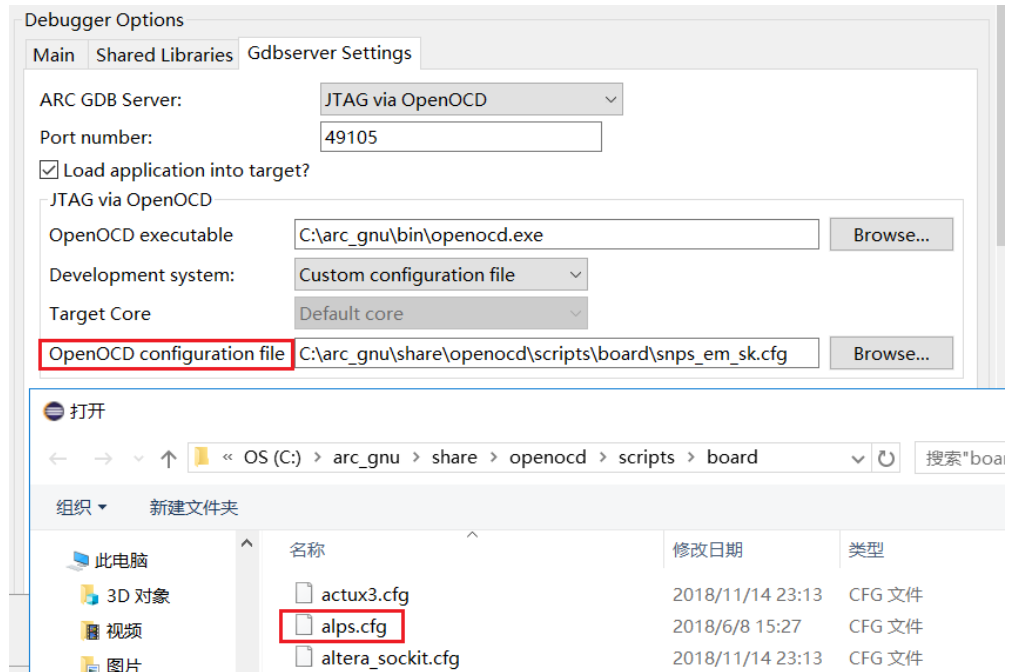 Debugger Options
Main Shared Libraries Gdbserver Settings
ARC GDB Server: JTAG via OpenOCD
Port number: 49105
Load application into target?
JTAG via OpenOCD
OpenOCD executable C:\arc_gnu\bin\openocd.exe Browse...
Development system: Custom configuration file
Target Core Default core
OpenOCD configuration file C:\arc_gnu\share\openocd\scripts\board\snps_em_sk.cfg Browse...
打开
« OS (C:) > arc_gnu > share > openocd > scripts > board 搜索"boa
组织 新建文件夹
此电脑 名称 修改日期 类型
3D 对象 actux3.cfg 2018/11/14 23:13 CFG 文件
视频 alps.cfg 2018/6/8 15:27 CFG 文件
图片 altera_sockit.cfg 2018/11/14 23:13 CFG 文件